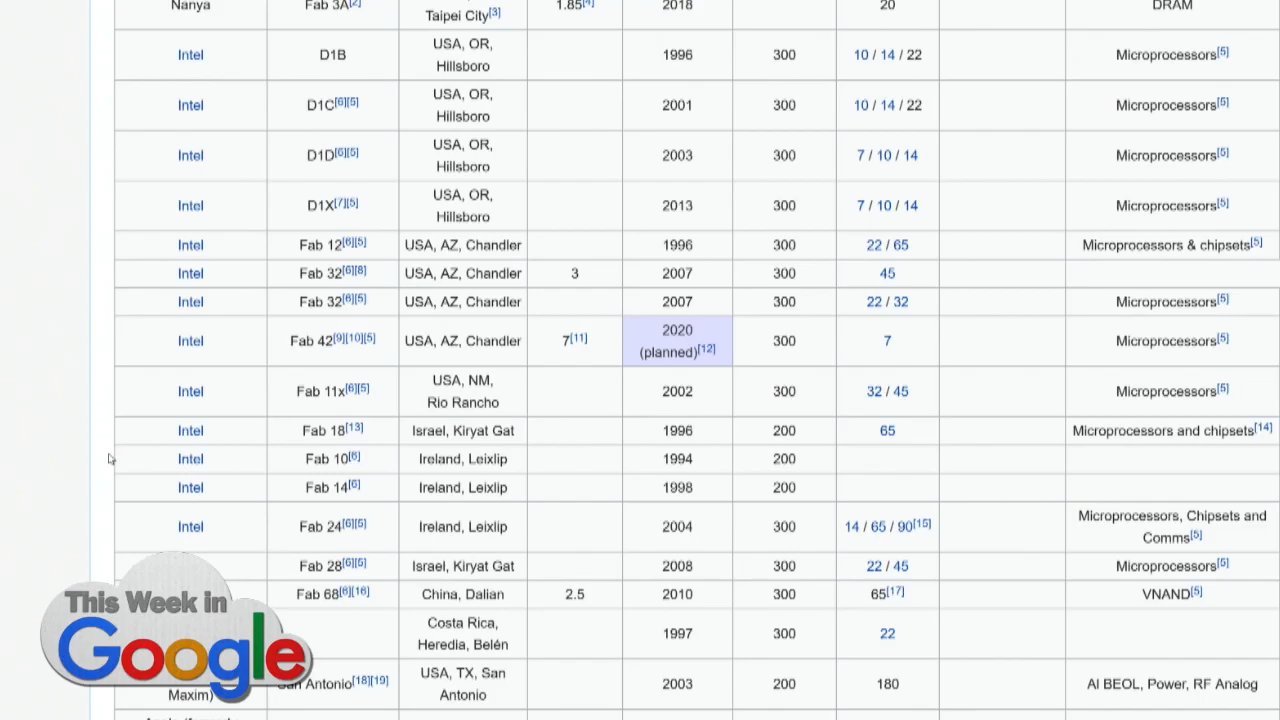 Nanya Fab 3A[2] Taipei City[3] 1.85[4] 2018 20 DRAM
Intel D1B USA, OR, Hillsboro 1996 300 10 / 14 / 22 Microprocessors[5]
Intel D1C[6][5] USA, OR, Hillsboro 2001 300 10 / 14 / 22 Microprocessors[5]
Intel D1D[6][5] USA, OR, Hillsboro 2003 300 7 / 10 / 14 Microprocessors[5]
Intel D1X[7][5] USA, OR, Hillsboro 2013 300 7 / 10 / 14 Microprocessors[5]
Intel Fab 12[6][5] USA, AZ, Chandler 1996 300 22 / 65 Microprocessors & chipsets[5]
Intel Fab 32[6][8] USA, AZ, Chandler 3 2007 300 45
Intel Fab 32[6][5] USA, AZ, Chandler 2007 300 22 / 32 Microprocessors[5]
Intel Fab 42[9][10][5] USA, AZ, Chandler 7[11] 2020 (planned)[12] 300 7 Microprocessors[5]
Intel Fab 11x[6][5] USA, NM, Rio Rancho 2002 300 32 / 45 Microprocessors[5]
Intel Fab 18[13] Israel, Kiryat Gat 1996 200 65 Microprocessors and chipsets[14]
Intel Fab 10[6] Ireland, Leixlip 1994 200
Intel Fab 14[6] Ireland, Leixlip 1998 200
Intel Fab 24[6][5] Ireland, Leixlip 2004 300 14 / 65 / 90[15] Microprocessors, Chipsets and Comms[5]
Fab 28[6][5] Israel, Kiryat Gat 2008 300 22 / 45 Microprocessors[5]
Fab 68[6][16] China, Dalian 2.5 2010 300 65[17] VNAND[5]
Costa Rica, Heredia, Belén 1997 300 22
Maxim) San Antonio[18][19] USA, TX, San Antonio 2003 200 180 AI BEOL, Power, RF Analog
This Week in
Google